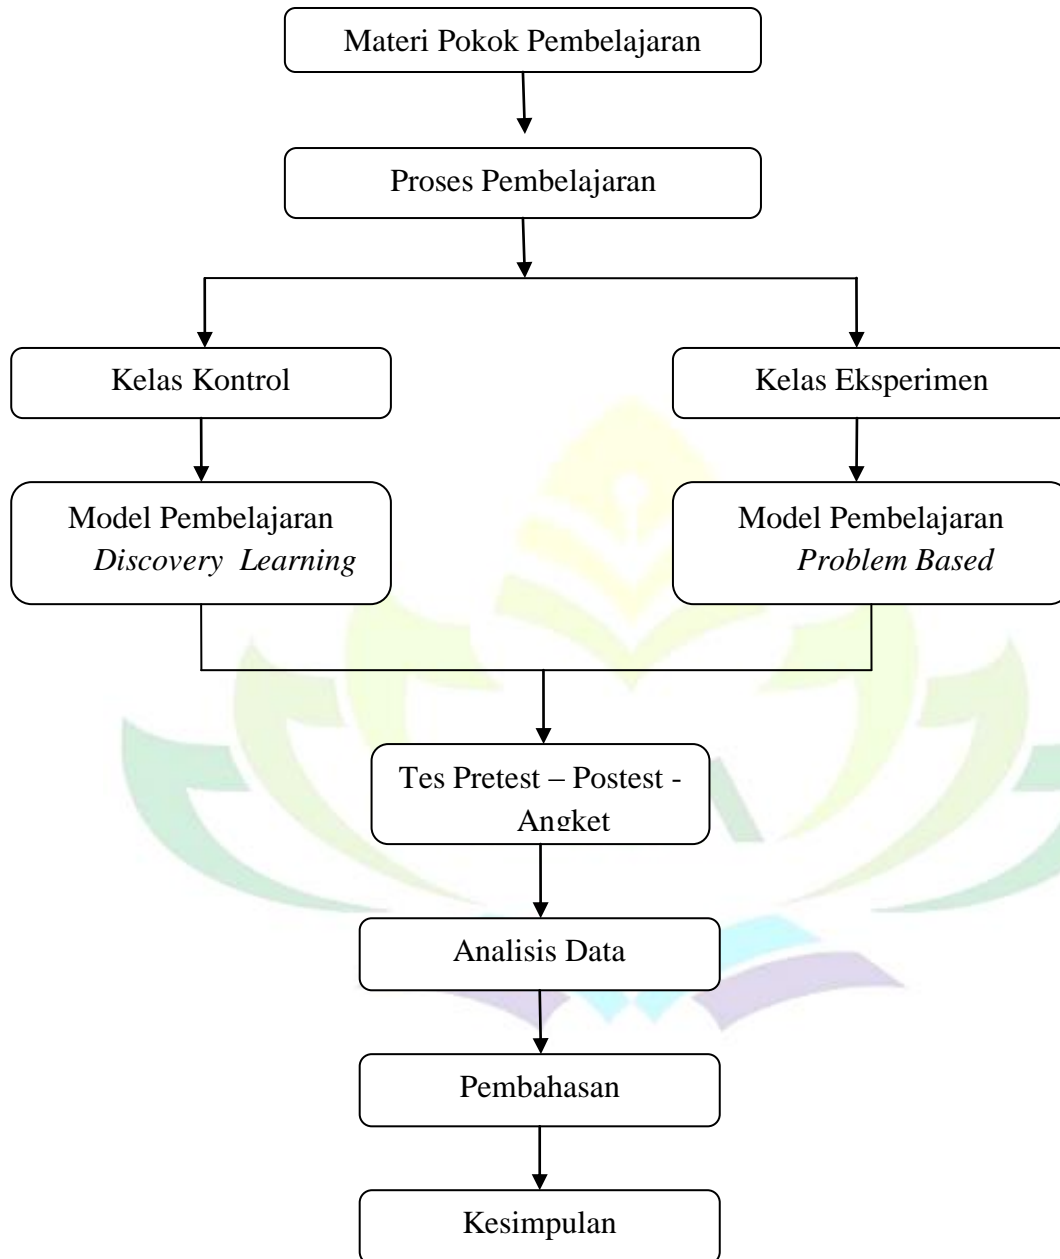 Materi Pokok Pembelajaran
Proses Pembelajaran
Kelas Kontrol
Kelas Eksperimen
Model Pembelajaran
Discovery Learning
Model Pembelajaran
Problem Based
Tes Pretest – Postest -
Angket
Analisis Data
Pembahasan
Kesimpulan